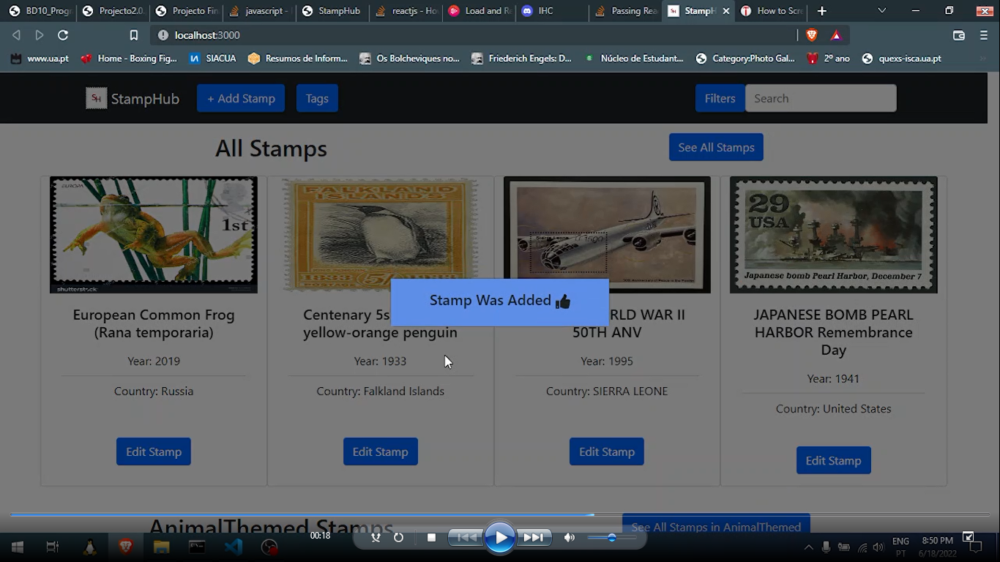 BD10_Progr
Projecto2.0.
Projecto Fin
javascript -
StampHub
reactjs - Ho
Load and Re
IHC
Passing Rea
StampH
How to Scre
localhost:3000
www.ua.pt
Home - Boxing Fig...
SIACUA
Resumos de Inform...
Os Bolcheviques no...
Friederich Engels: D...
Núcleo de Estudant...
Category:Photo Gal...
2º ano
quexs-isca.ua.pt
SH StampHub
+ Add Stamp
Tags
Filters
Search
All Stamps
See All Stamps
EUROPA
1st
shutterstock
FALKLAND
ISLANDS
1833 5/- 1933
Sierra Leone
29
USA
Japanese bomb Pearl Harbor, December 7
Stamp Was Added
European Common Frog
(Rana temporaria)
Year: 2019
Country: Russia
Edit Stamp
Centenary 5s
yellow-orange penguin
Year: 1933
Country: Falkland Islands
Edit Stamp
RLD WAR II
50TH ANV
Year: 1995
Country: SIERRA LEONE
Edit Stamp
JAPANESE BOMB PEARL
HARBOR Remembrance
Day
Year: 1941
Country: United States
Edit Stamp
AnimalThemed Stamps
See All Stamps in AnimalThemed
00:18
ENG
PT
8:50 PM
6/18/2022